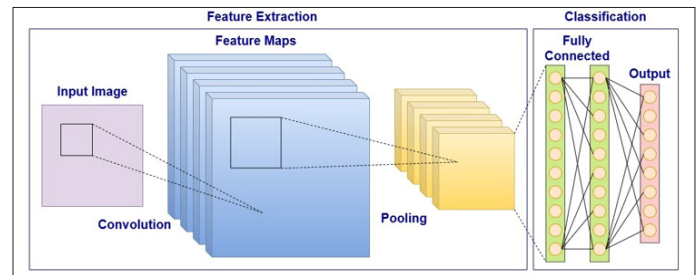 Feature Extraction
Classification
Feature Maps
Fully
Connected
Input Image
Output
Convolution
Pooling